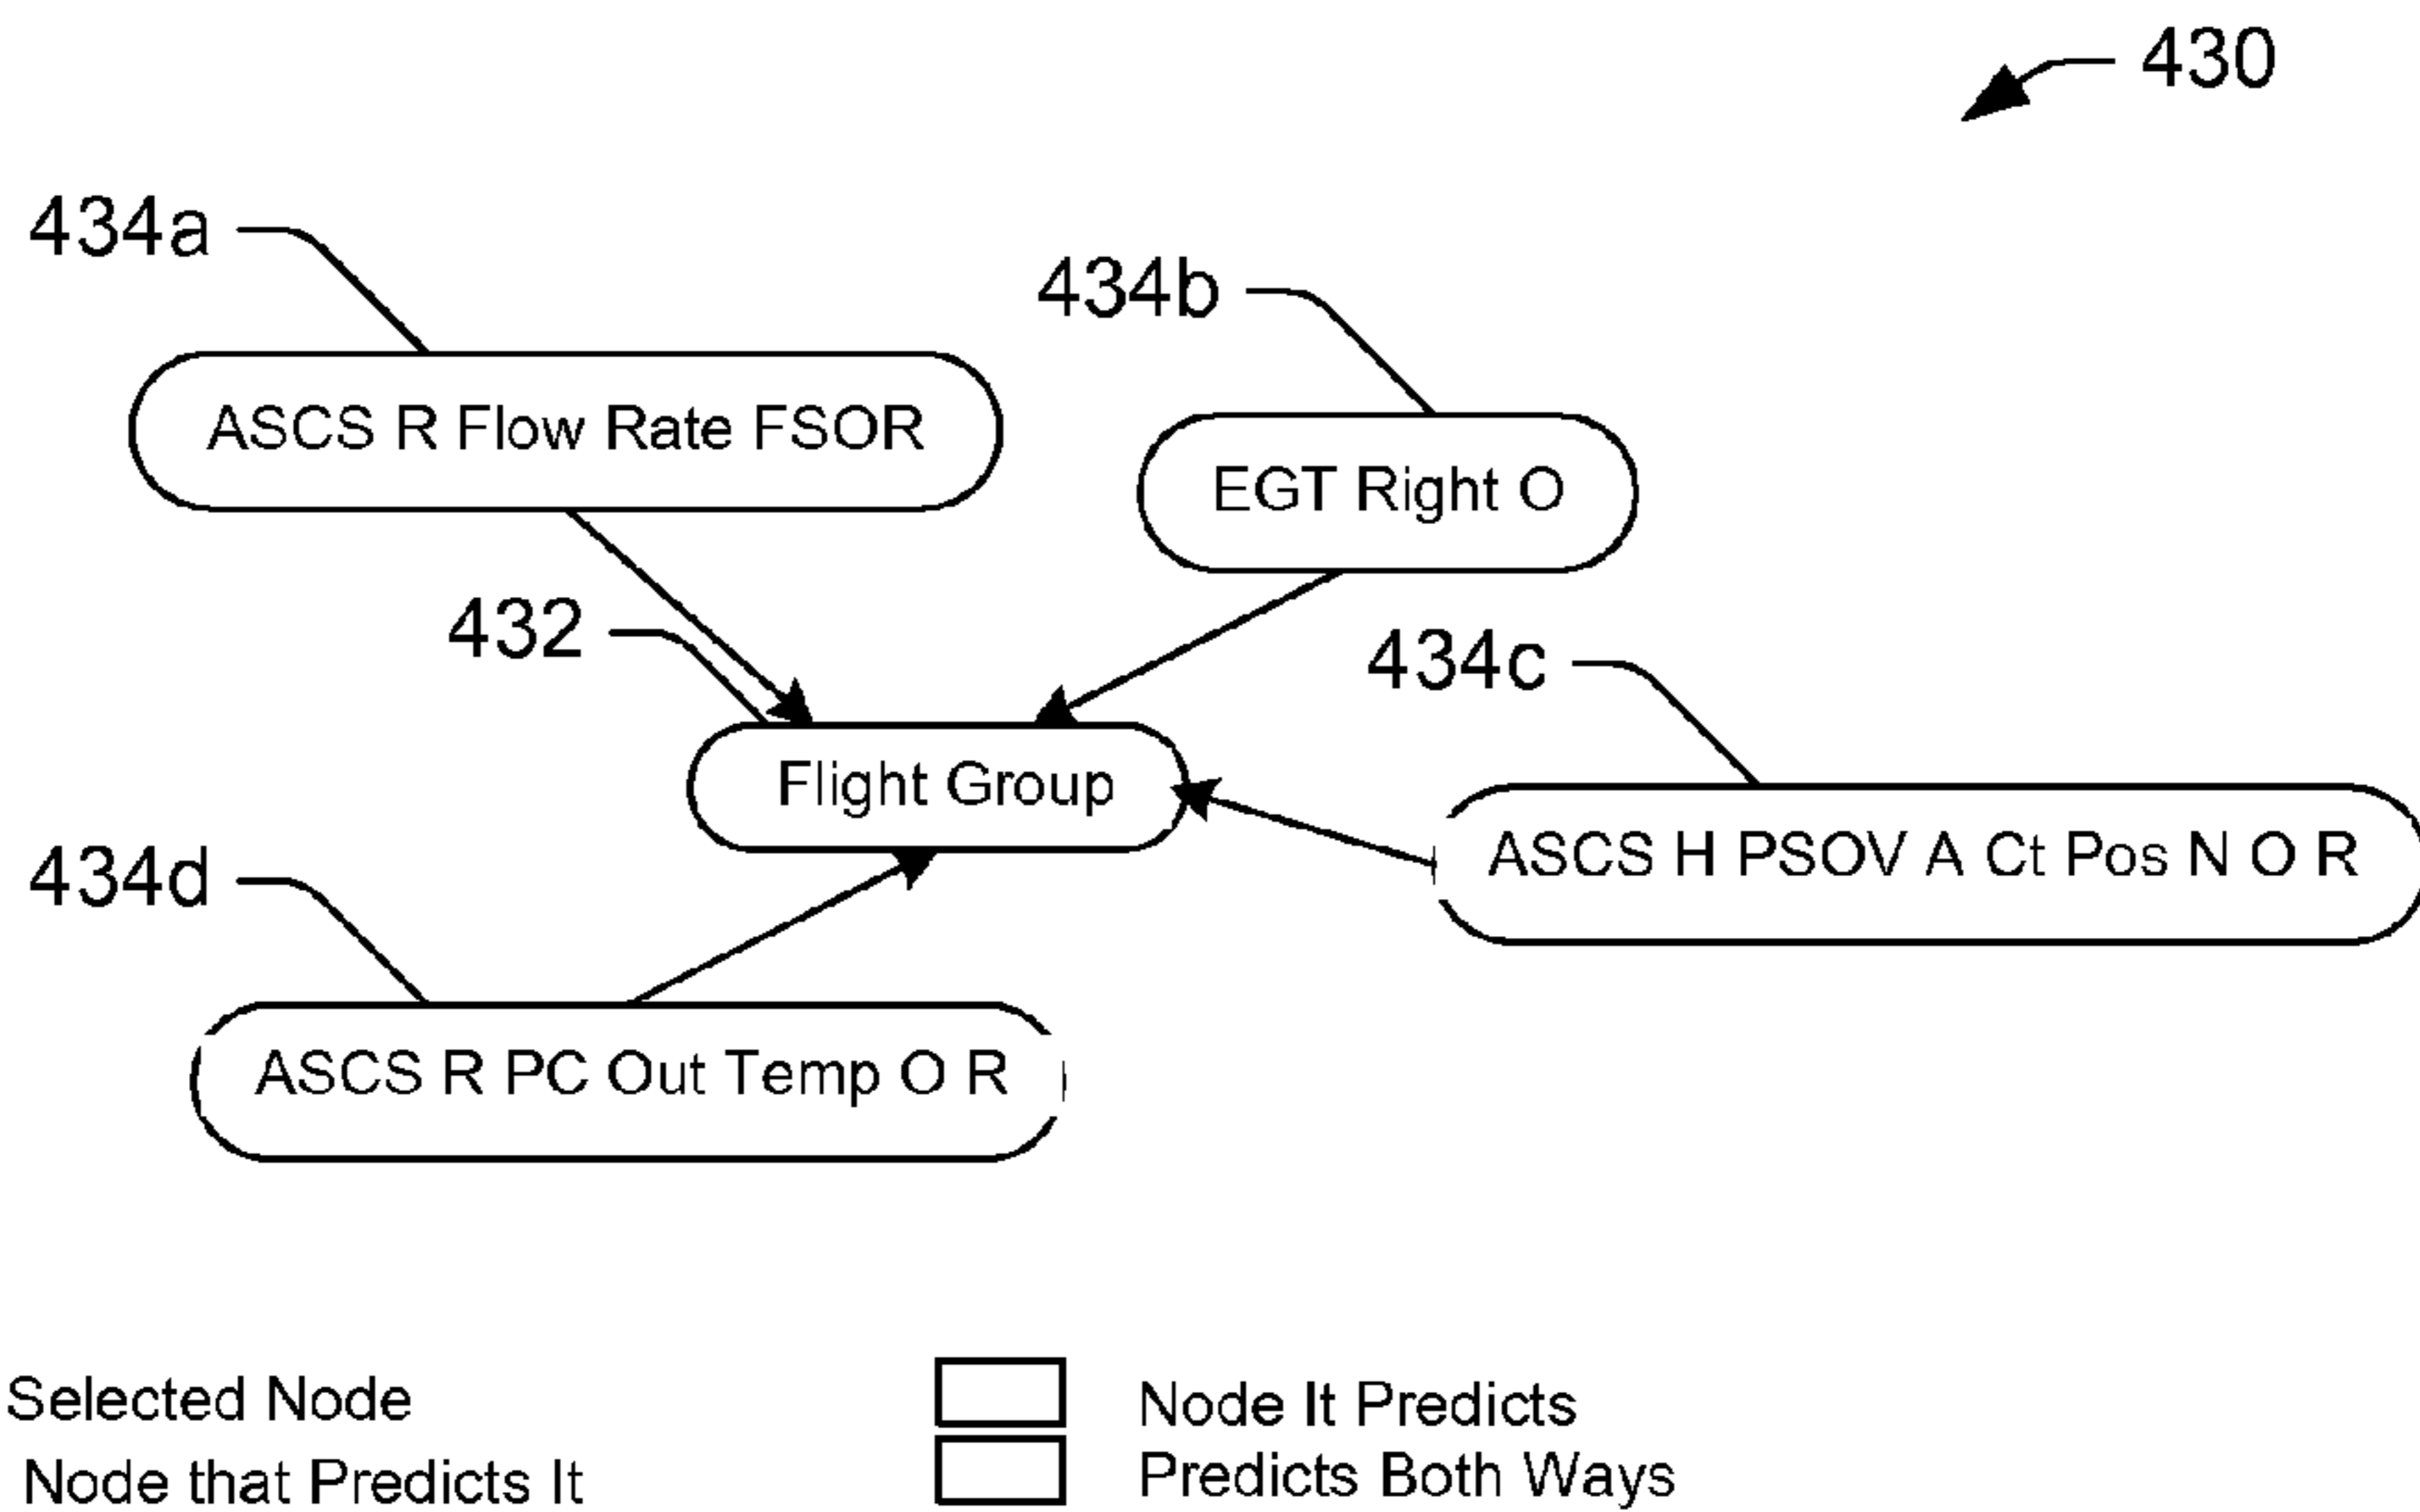 430
434a
434b
ASCS R Flow Rate FSOR
EGT Right O
432
434c
Flight Group
ASCS H PSOV A Ct Pos N O R
434d
ASCS R PC Out Temp O R
Selected Node
Node It Predicts
Node that Predicts It
Predicts Both Ways